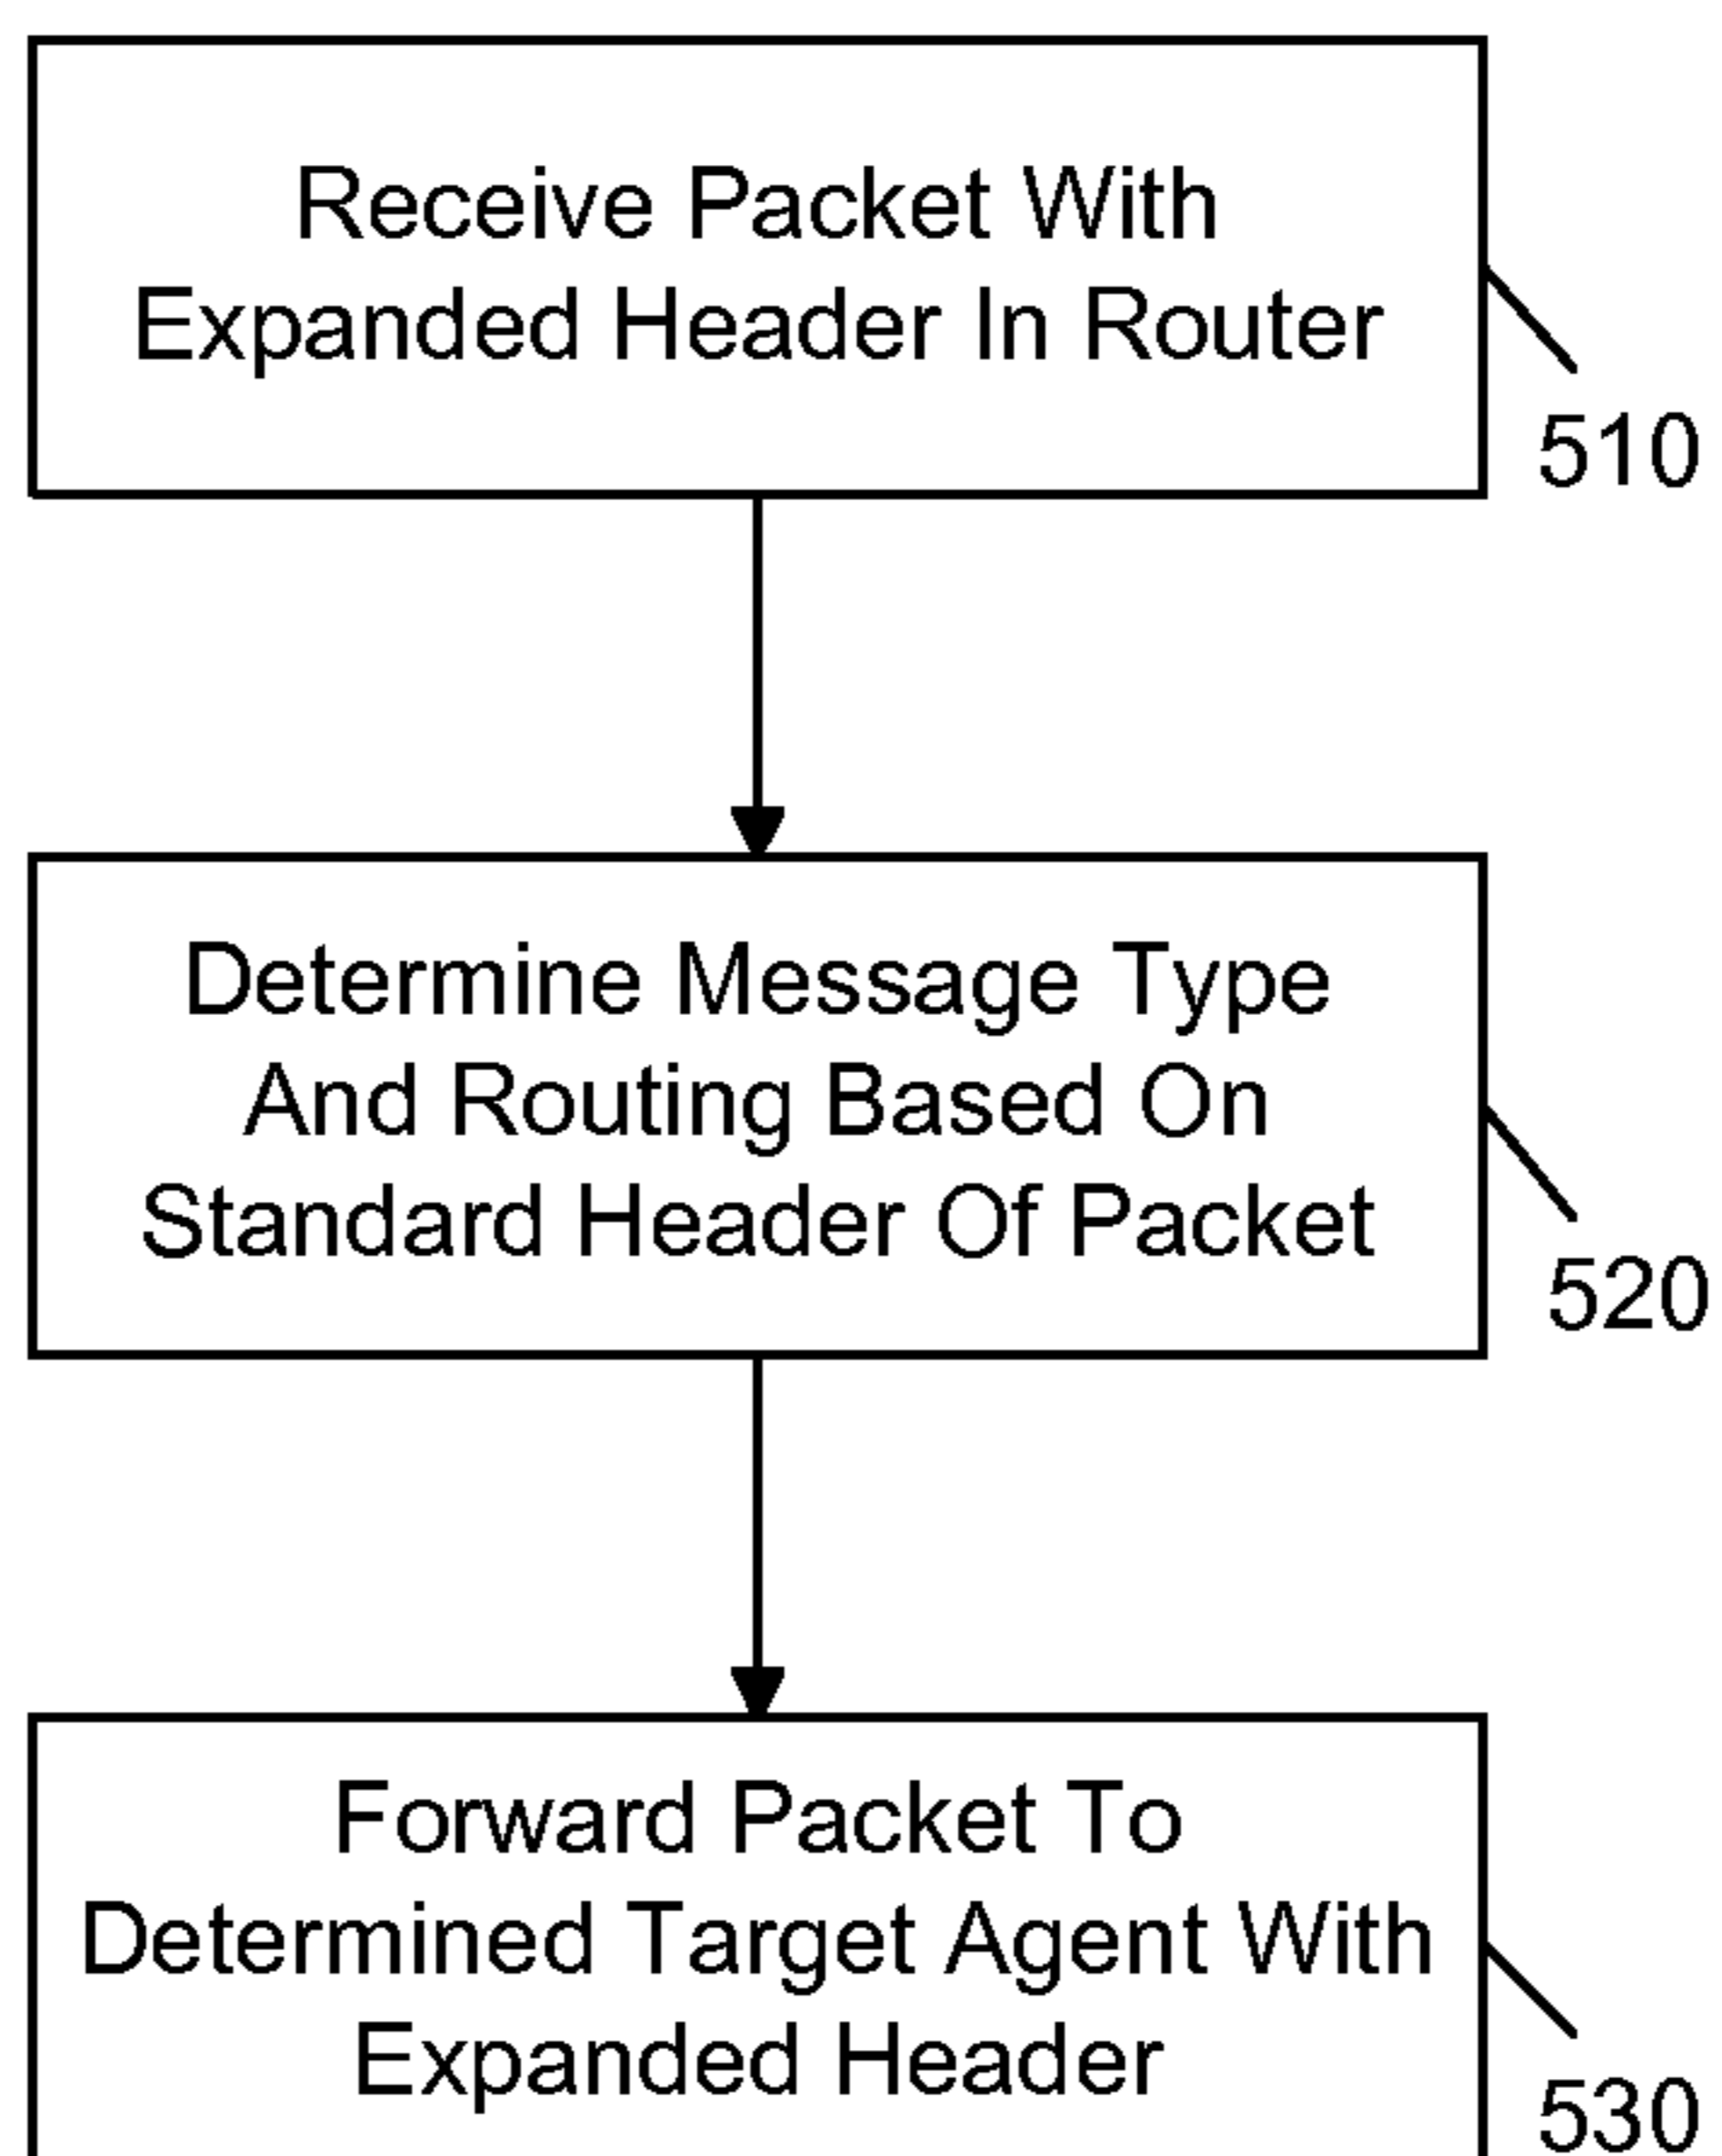 Receive Packet With
Expanded Header In Router
510
Determine Message Type
And Routing Based On
Standard Header Of Packet
520
Forward Packet To
Determined Target Agent With
Expanded Header
530